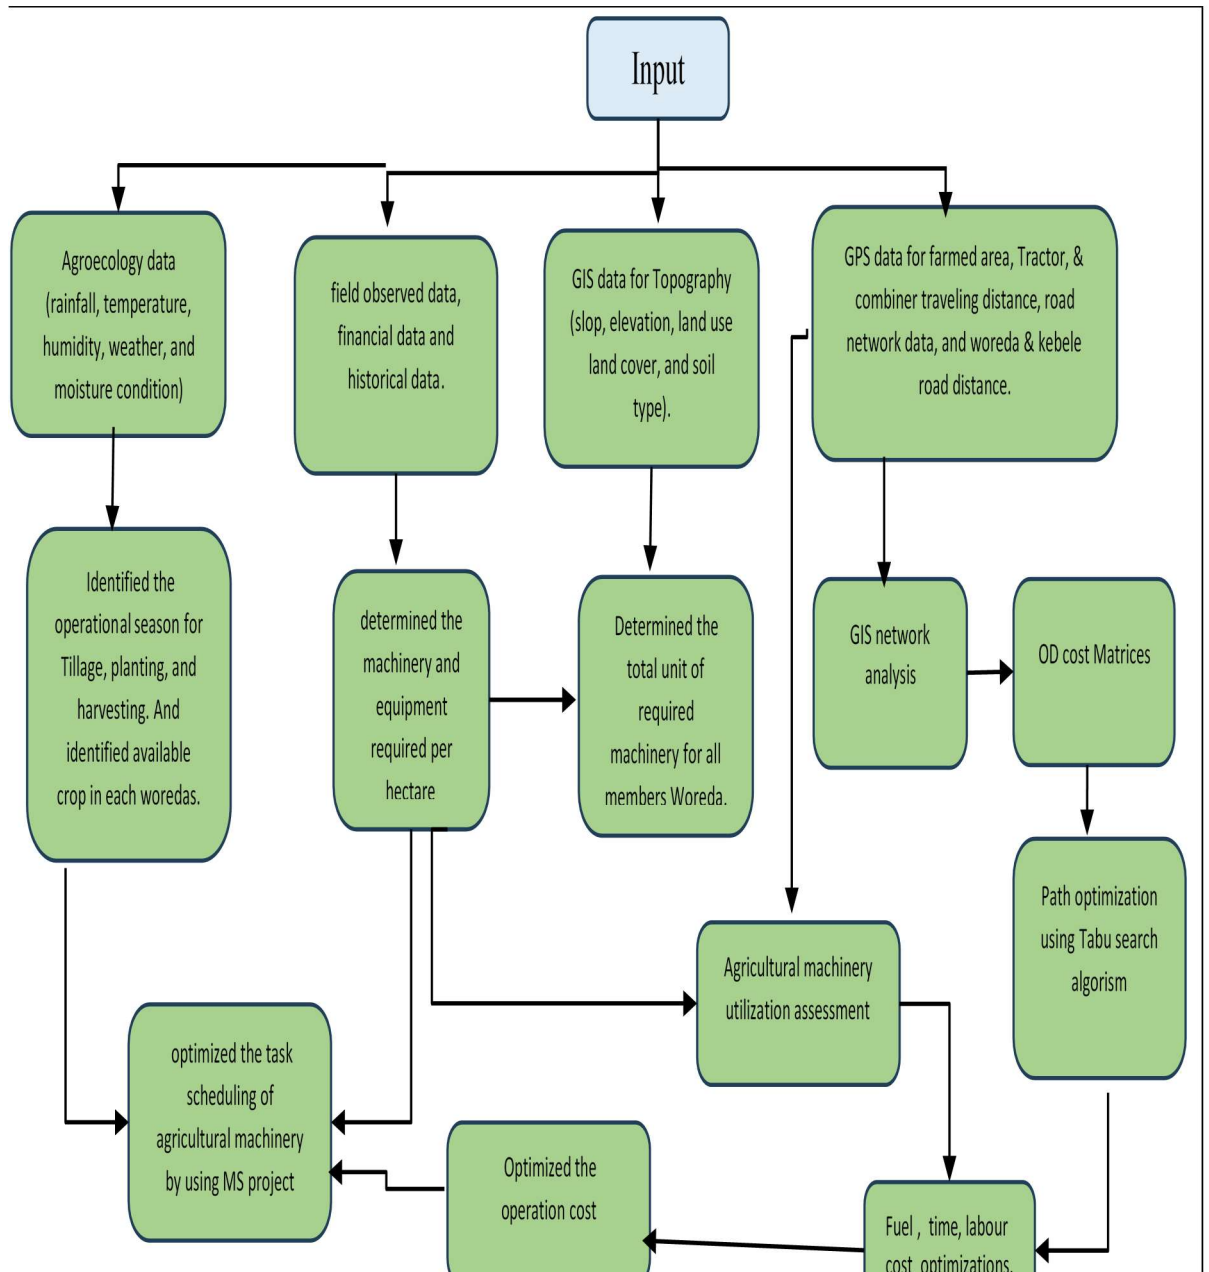 Input
Agroecology data
(rainfall, temperature,
humidity, weather, and
moisture condition)
field observed data,
financial data and
historical data.
GIS data for Topography
(slop, elevation, land use
land cover, and soil
type).
GPS data for farmed area, Tractor, &
combiner traveling distance, road
network data, and woreda & kebele
road distance.
Identified the
operational season for
Tillage, planting, and
harvesting. And
identified available
crop in each woredas.
determined the
machinery and
equipment
required per
hectare
Determined the
total unit of
required
machinery for all
members Woreda.
GIS network
analysis
OD cost Matrices
Path optimization
using Tabu search
algorism
Agricultural machinery
utilization assessment
optimized the task
scheduling of
agricultural machinery
by using MS project
Optimized the
operation cost
Fuel , time, labour
cost optimizations.